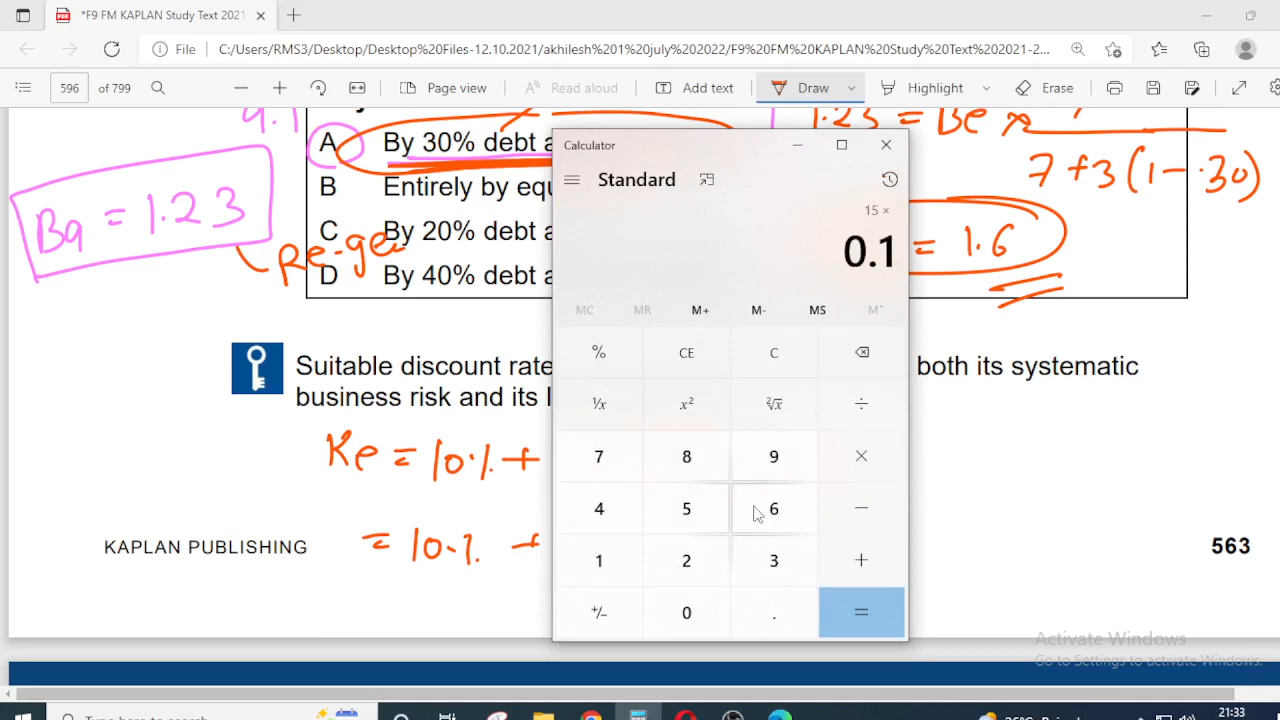 *F9 FM KAPLAN Study Text 2021
File C:/Users/RMS3/Desktop/Desktop%20Files-12.10.2021/akhilesh%201%20july%202022/F9%20FM%20KAPLAN%20Study%20Text%202021-2...
596 of 799 Page view Read aloud Add text Draw Highlight Erase
A By 30% debt a
B Entirely by equ
C By 20% debt a
D By 40% debt a
Ba = 1.23
Re-gea
1.23 = Be x
7 + 3 (1 - .30)
= 1.6
Calculator
Standard
15 ×
0.1
MC MR M+ M- MS M˅
% CE C
¹/x x² ²√x ÷
7 8 9 ×
4 5 6 −
1 2 3 +
+/− 0 . =
Suitable discount rate both its systematic
business risk and its l
Ke = 10% +
= 10% +
KAPLAN PUBLISHING 563
Activate Windows
Go to Settings to activate Windows.
Type here to search
21:33